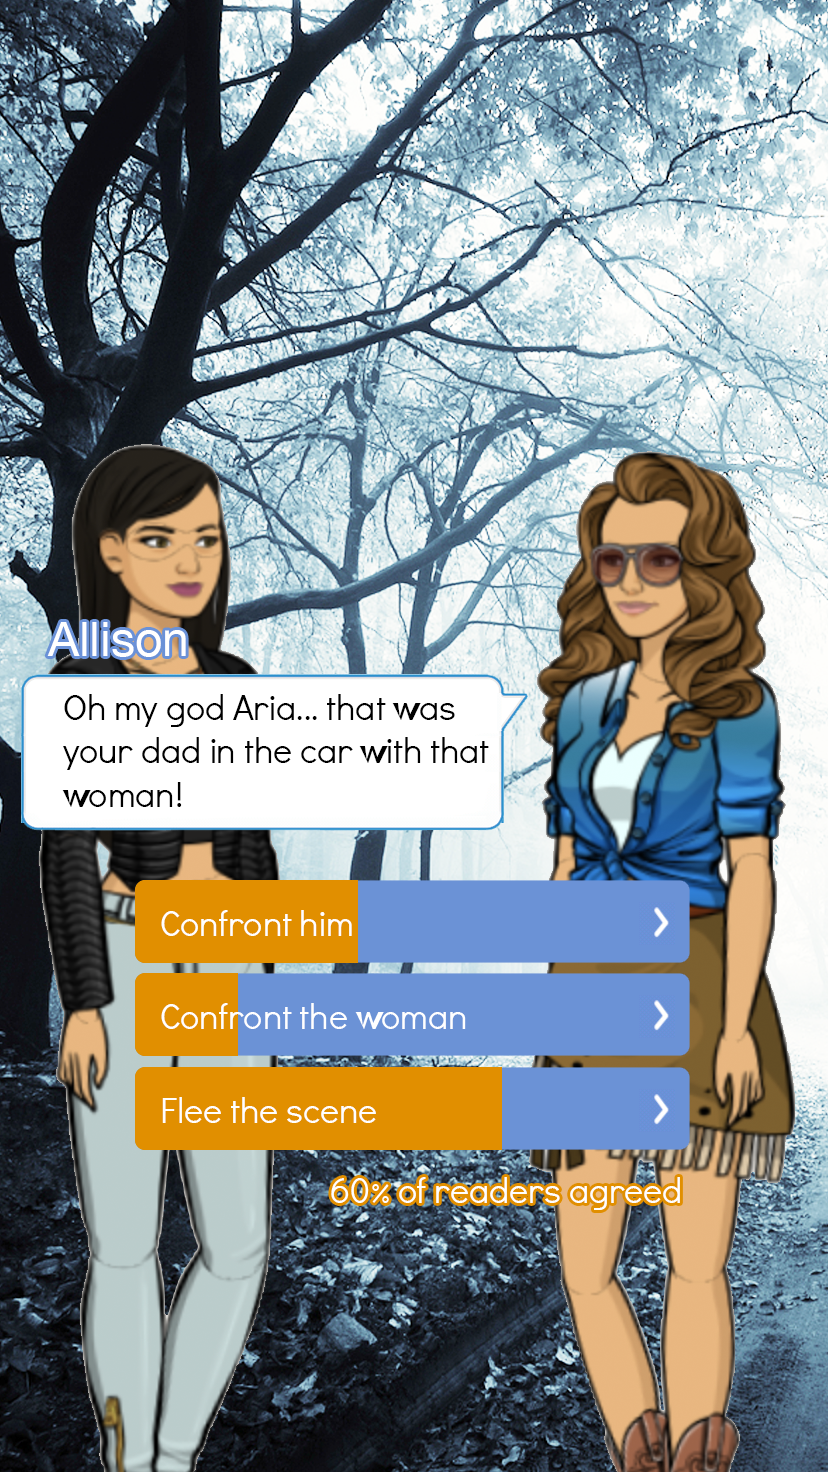 Allison
Oh my god Aria... that was
your dad in the car with that
woman!
Confront him
Confront the woman
Flee the scene
60% of readers agreed